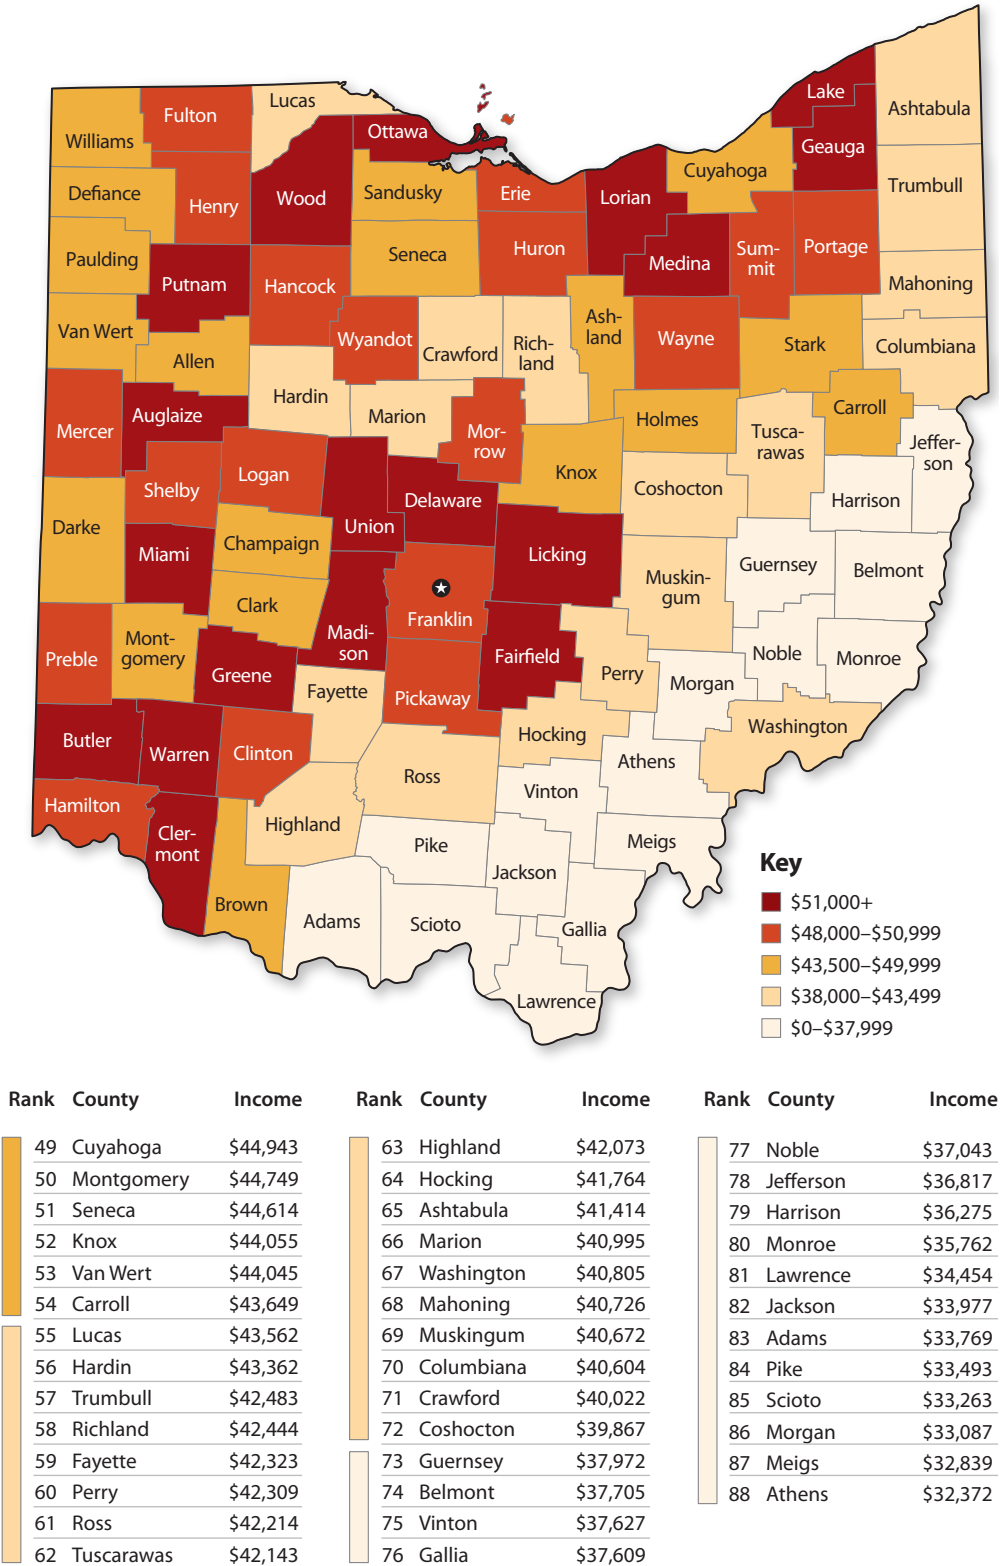 Ashtabula
Lake
Lucas
Fulton
Ottawa
Williams
Geauga
Cuyahoga
Trumbull
Defiance
Sandusky
Erie
Wood
Lorian
Henry
Portage
Sum-
mit
Huron
Seneca
Paulding
Medina
Putnam
Hancock
Mahoning
Van Wert
Ash-
land
Wyandot
Wayne
Stark
Rich-
land
Columbiana
Crawford
Allen
Hardin
Carroll
Auglaize
Marion
Holmes
Mercer
Mor-
row
Tusca-
rawas
Jeffer-
son
Logan
Knox
Shelby
Coshocton
Delaware
Harrison
Darke
Union
Champaign
Miami
Licking
Guernsey
Belmont
Muskin-
gum
Clark
Franklin
Madi-
son
Mont-
gomery
Preble
Noble
Monroe
Fairfield
Greene
Perry
Morgan
Fayette
Pickaway
Washington
Hocking
Butler
Warren
Clinton
Athens
Ross
Vinton
Hamilton
Highland
Cler-
mont
Pike
Meigs
Jackson
Brown
Adams
Scioto
Gallia
Lawrence
Key
$51,000+
$48,000–$50,999
$43,500–$49,999
$38,000–$43,499
$0–$37,999
Rank County Income
49 Cuyahoga $44,943
50 Montgomery $44,749
51 Seneca $44,614
52 Knox $44,055
53 Van Wert $44,045
54 Carroll $43,649
55 Lucas $43,562
56 Hardin $43,362
57 Trumbull $42,483
58 Richland $42,444
59 Fayette $42,323
60 Perry $42,309
61 Ross $42,214
62 Tuscarawas $42,143
Rank County Income
63 Highland $42,073
64 Hocking $41,764
65 Ashtabula $41,414
66 Marion $40,995
67 Washington $40,805
68 Mahoning $40,726
69 Muskingum $40,672
70 Columbiana $40,604
71 Crawford $40,022
72 Coshocton $39,867
73 Guernsey $37,972
74 Belmont $37,705
75 Vinton $37,627
76 Gallia $37,609
Rank County Income
77 Noble $37,043
78 Jefferson $36,817
79 Harrison $36,275
80 Monroe $35,762
81 Lawrence $34,454
82 Jackson $33,977
83 Adams $33,769
84 Pike $33,493
85 Scioto $33,263
86 Morgan $33,087
87 Meigs $32,839
88 Athens $32,372